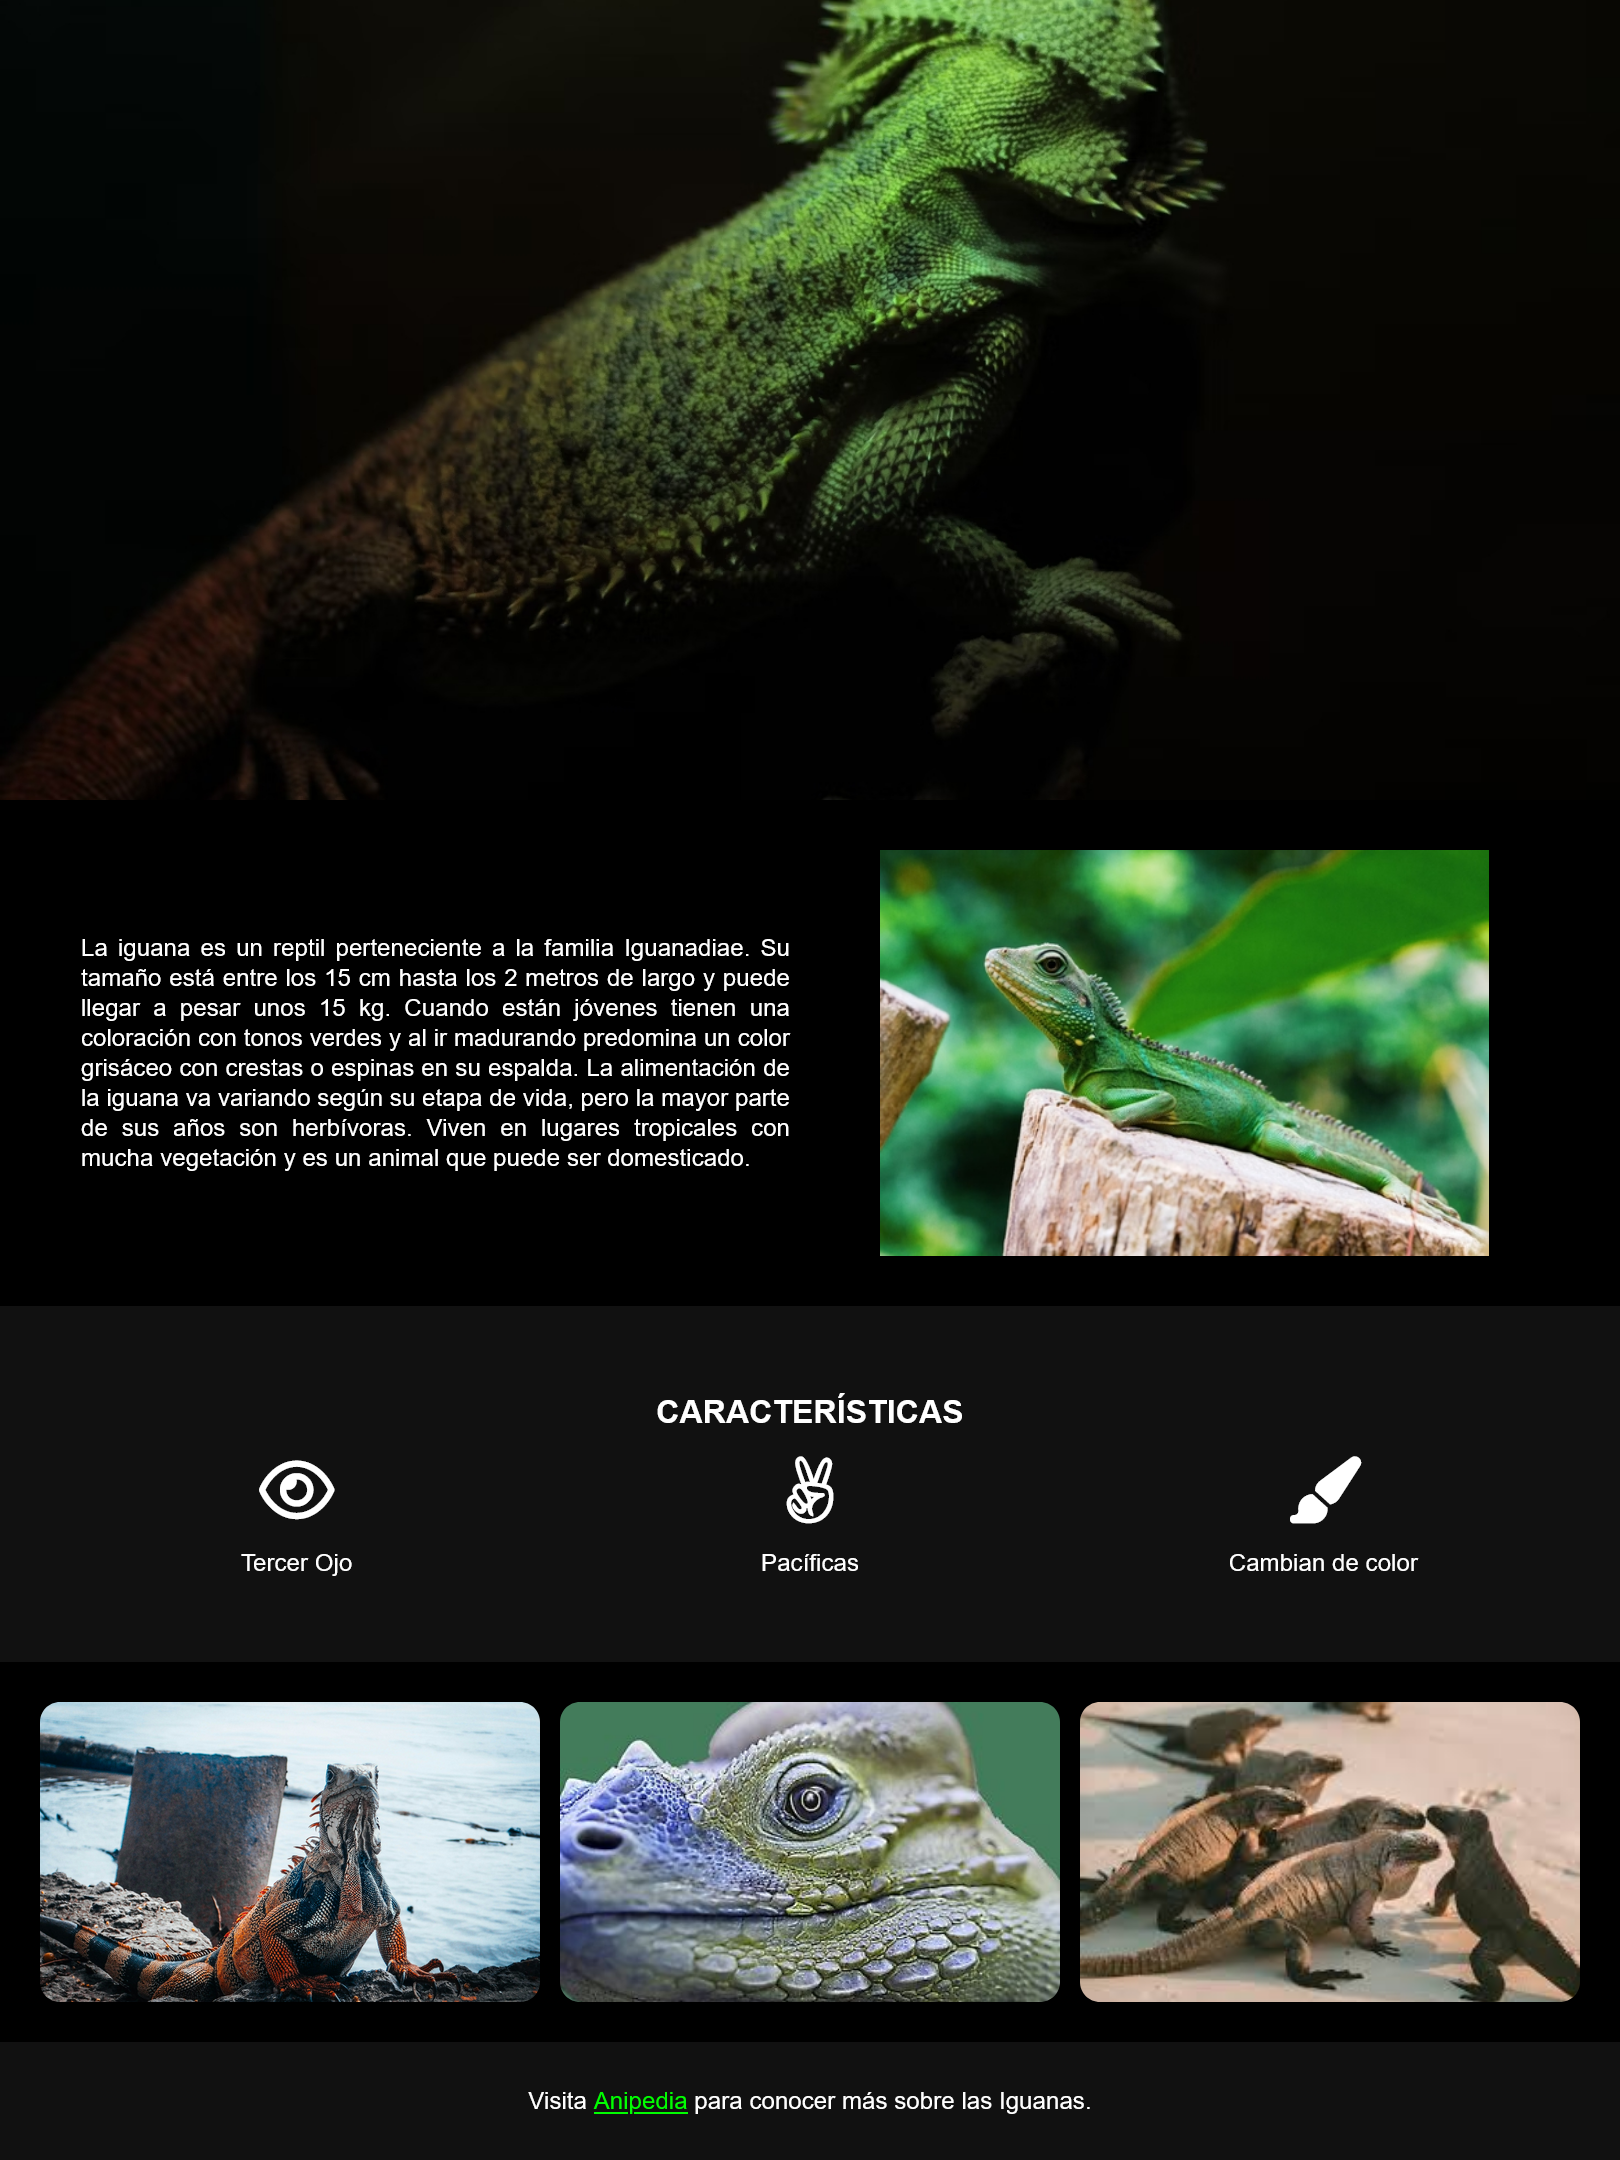 La iguana es un reptil perteneciente a la familia Iguanadiae. Su
tamaño está entre los 15 cm hasta los 2 metros de largo y puede
llegar a pesar unos 15 kg. Cuando están jóvenes tienen una
coloración con tonos verdes y al ir madurando predomina un color
grisáceo con crestas o espinas en su espalda. La alimentación de
la iguana va variando según su etapa de vida, pero la mayor parte
de sus años son herbívoras. Viven en lugares tropicales con
mucha vegetación y es un animal que puede ser domesticado.
CARACTERÍSTICAS
Tercer Ojo
Pacíficas
Cambian de color
Visita Anipedia para conocer más sobre las Iguanas.